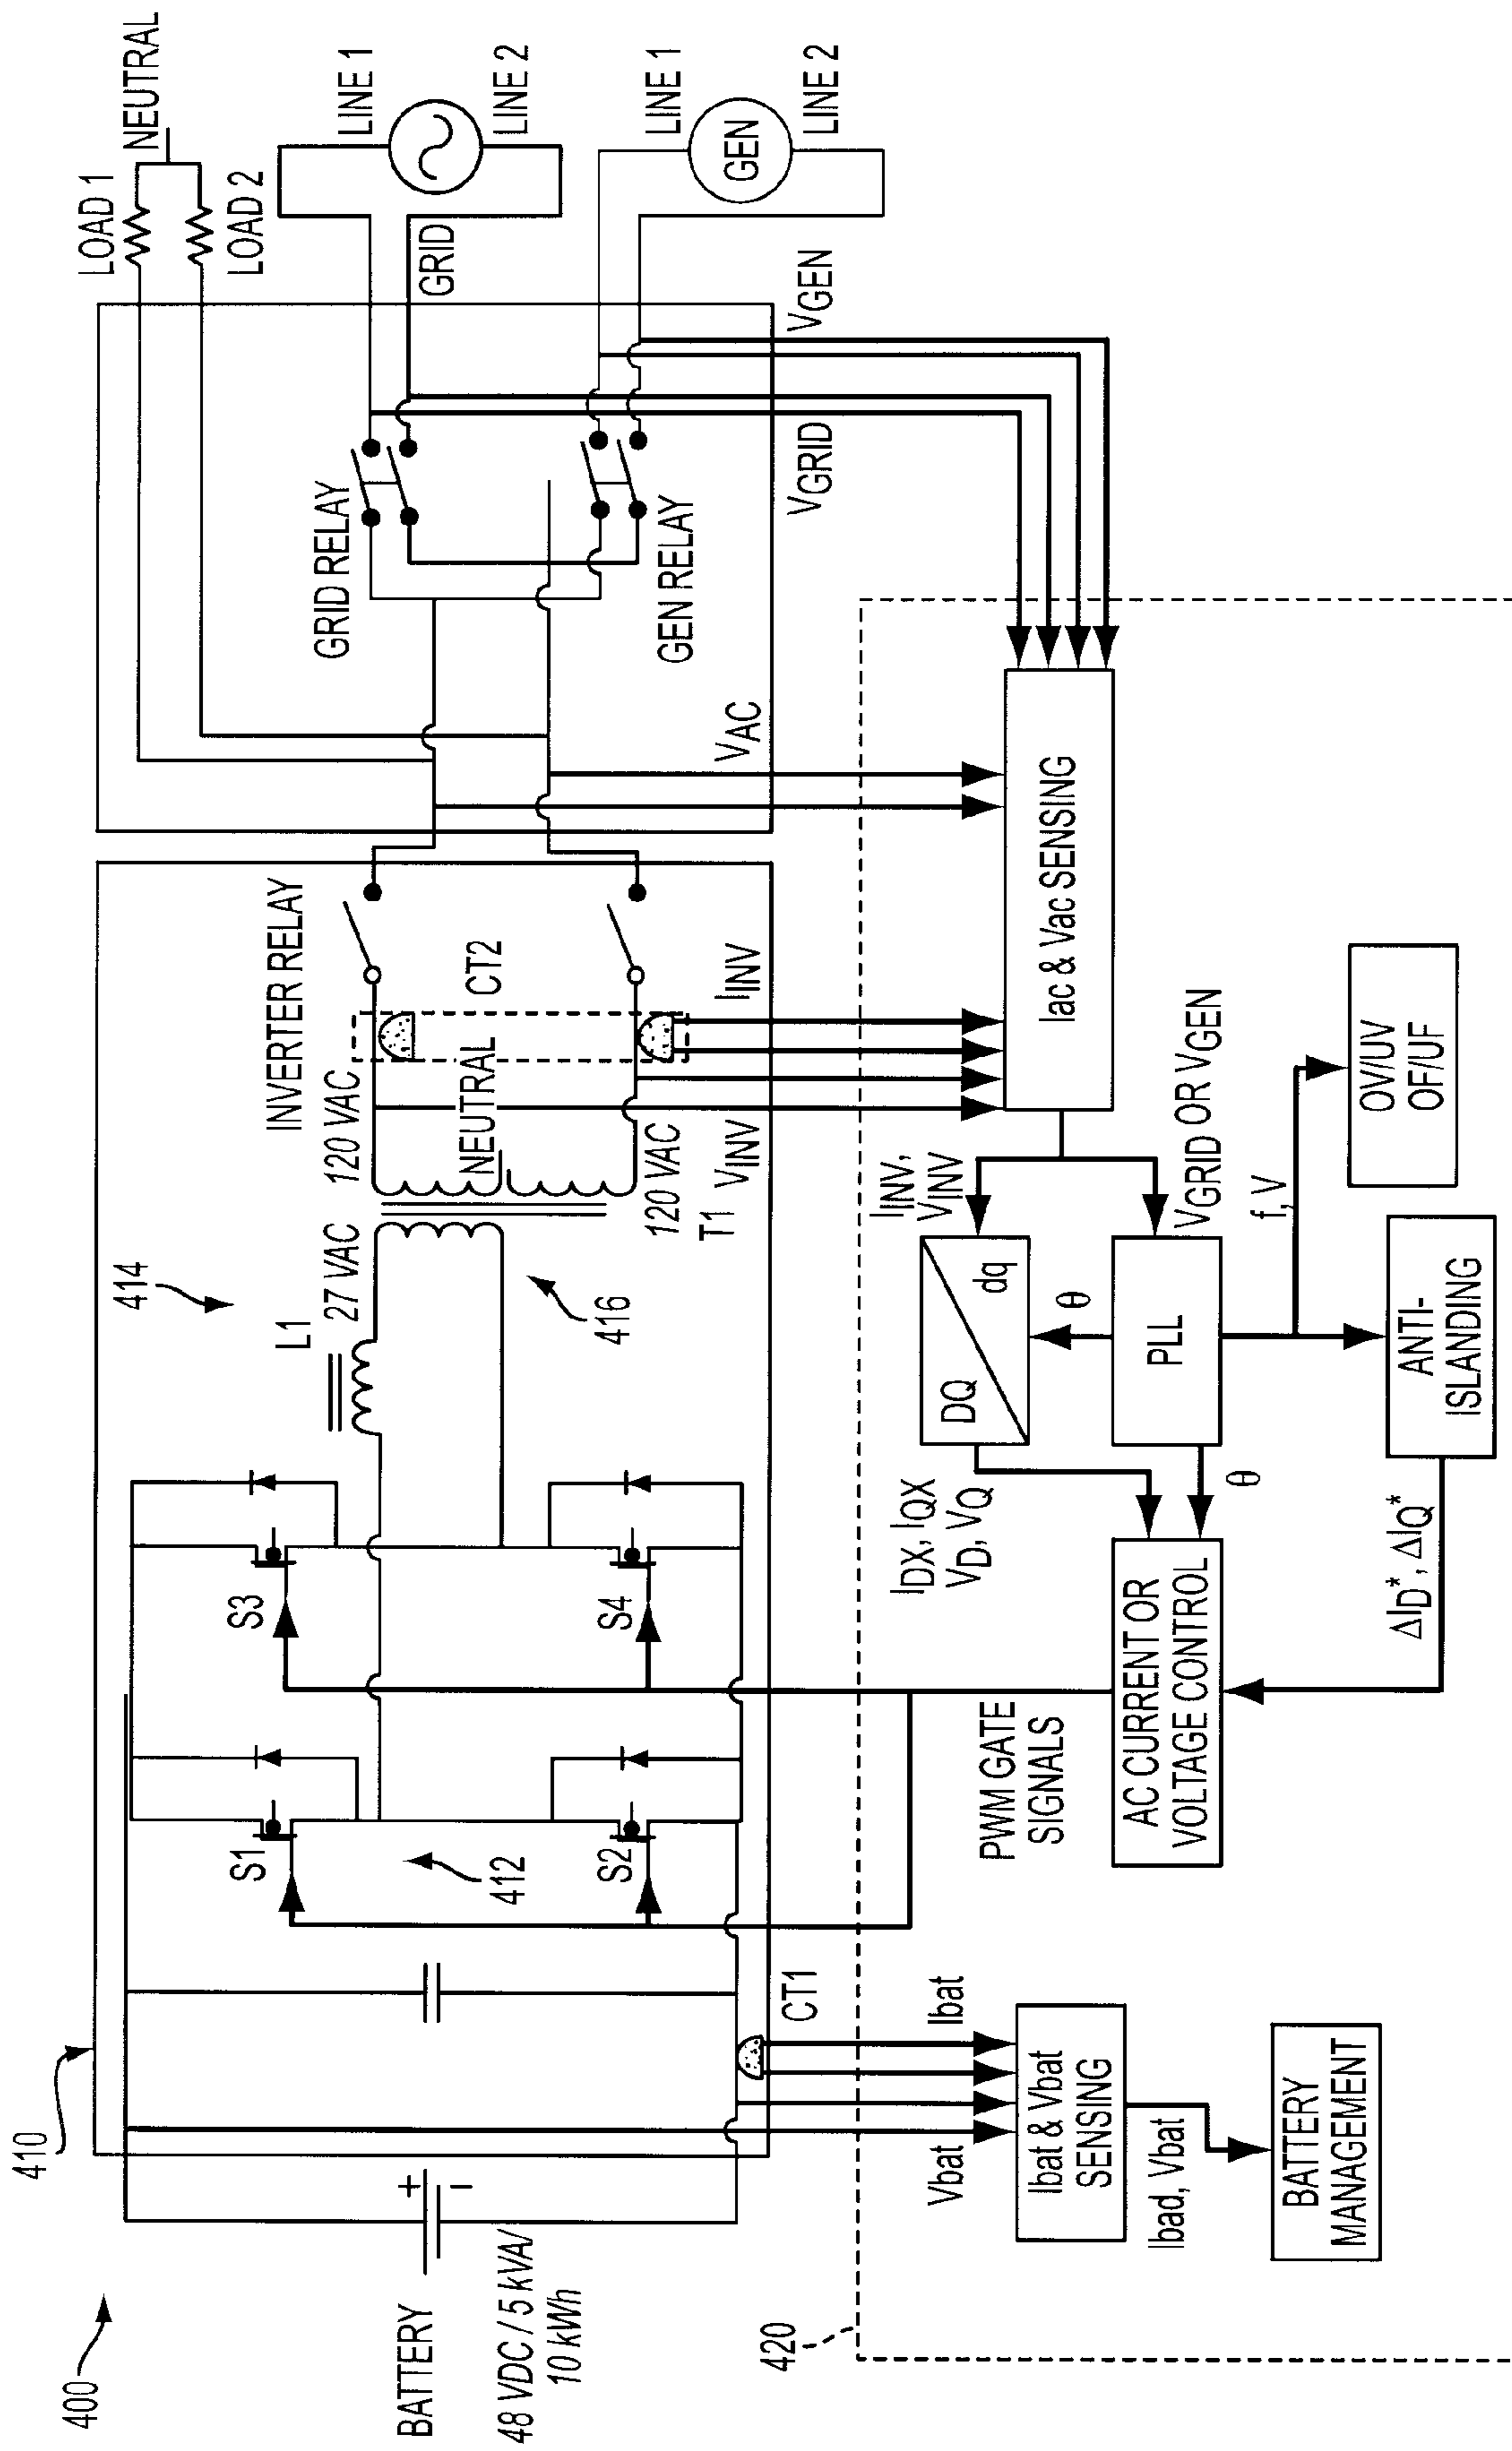 400
410
BATTERY
48 VDC / 5 kVA/
10 kWh
+
−
S1
S2
412
S3
S4
L1
414
27 VAC
416
T1
120 VAC
NEUTRAL
120 VAC
INVERTER RELAY
CT2
VINV
IINV
VAC
GRID RELAY
GEN RELAY
LOAD 1
LOAD 2
NEUTRAL
GRID
LINE 1
LINE 2
LINE 1
GEN
LINE 2
VGRID
VGEN
CT1
420
Vbat
Ibat
Ibat & Vbat
SENSING
Ibad, Vbat
BATTERY
MANAGEMENT
PWM GATE
SIGNALS
AC CURRENT OR
VOLTAGE CONTROL
IDX, IQX
VD, VQ
θ
DQ
dq
θ
PLL
IINV,
VINV
VGRID OR VGEN
Iac & Vac SENSING
f,V
OV/UV
OF/UF
ANTI-
ISLANDING
ΔID*, ΔIQ*